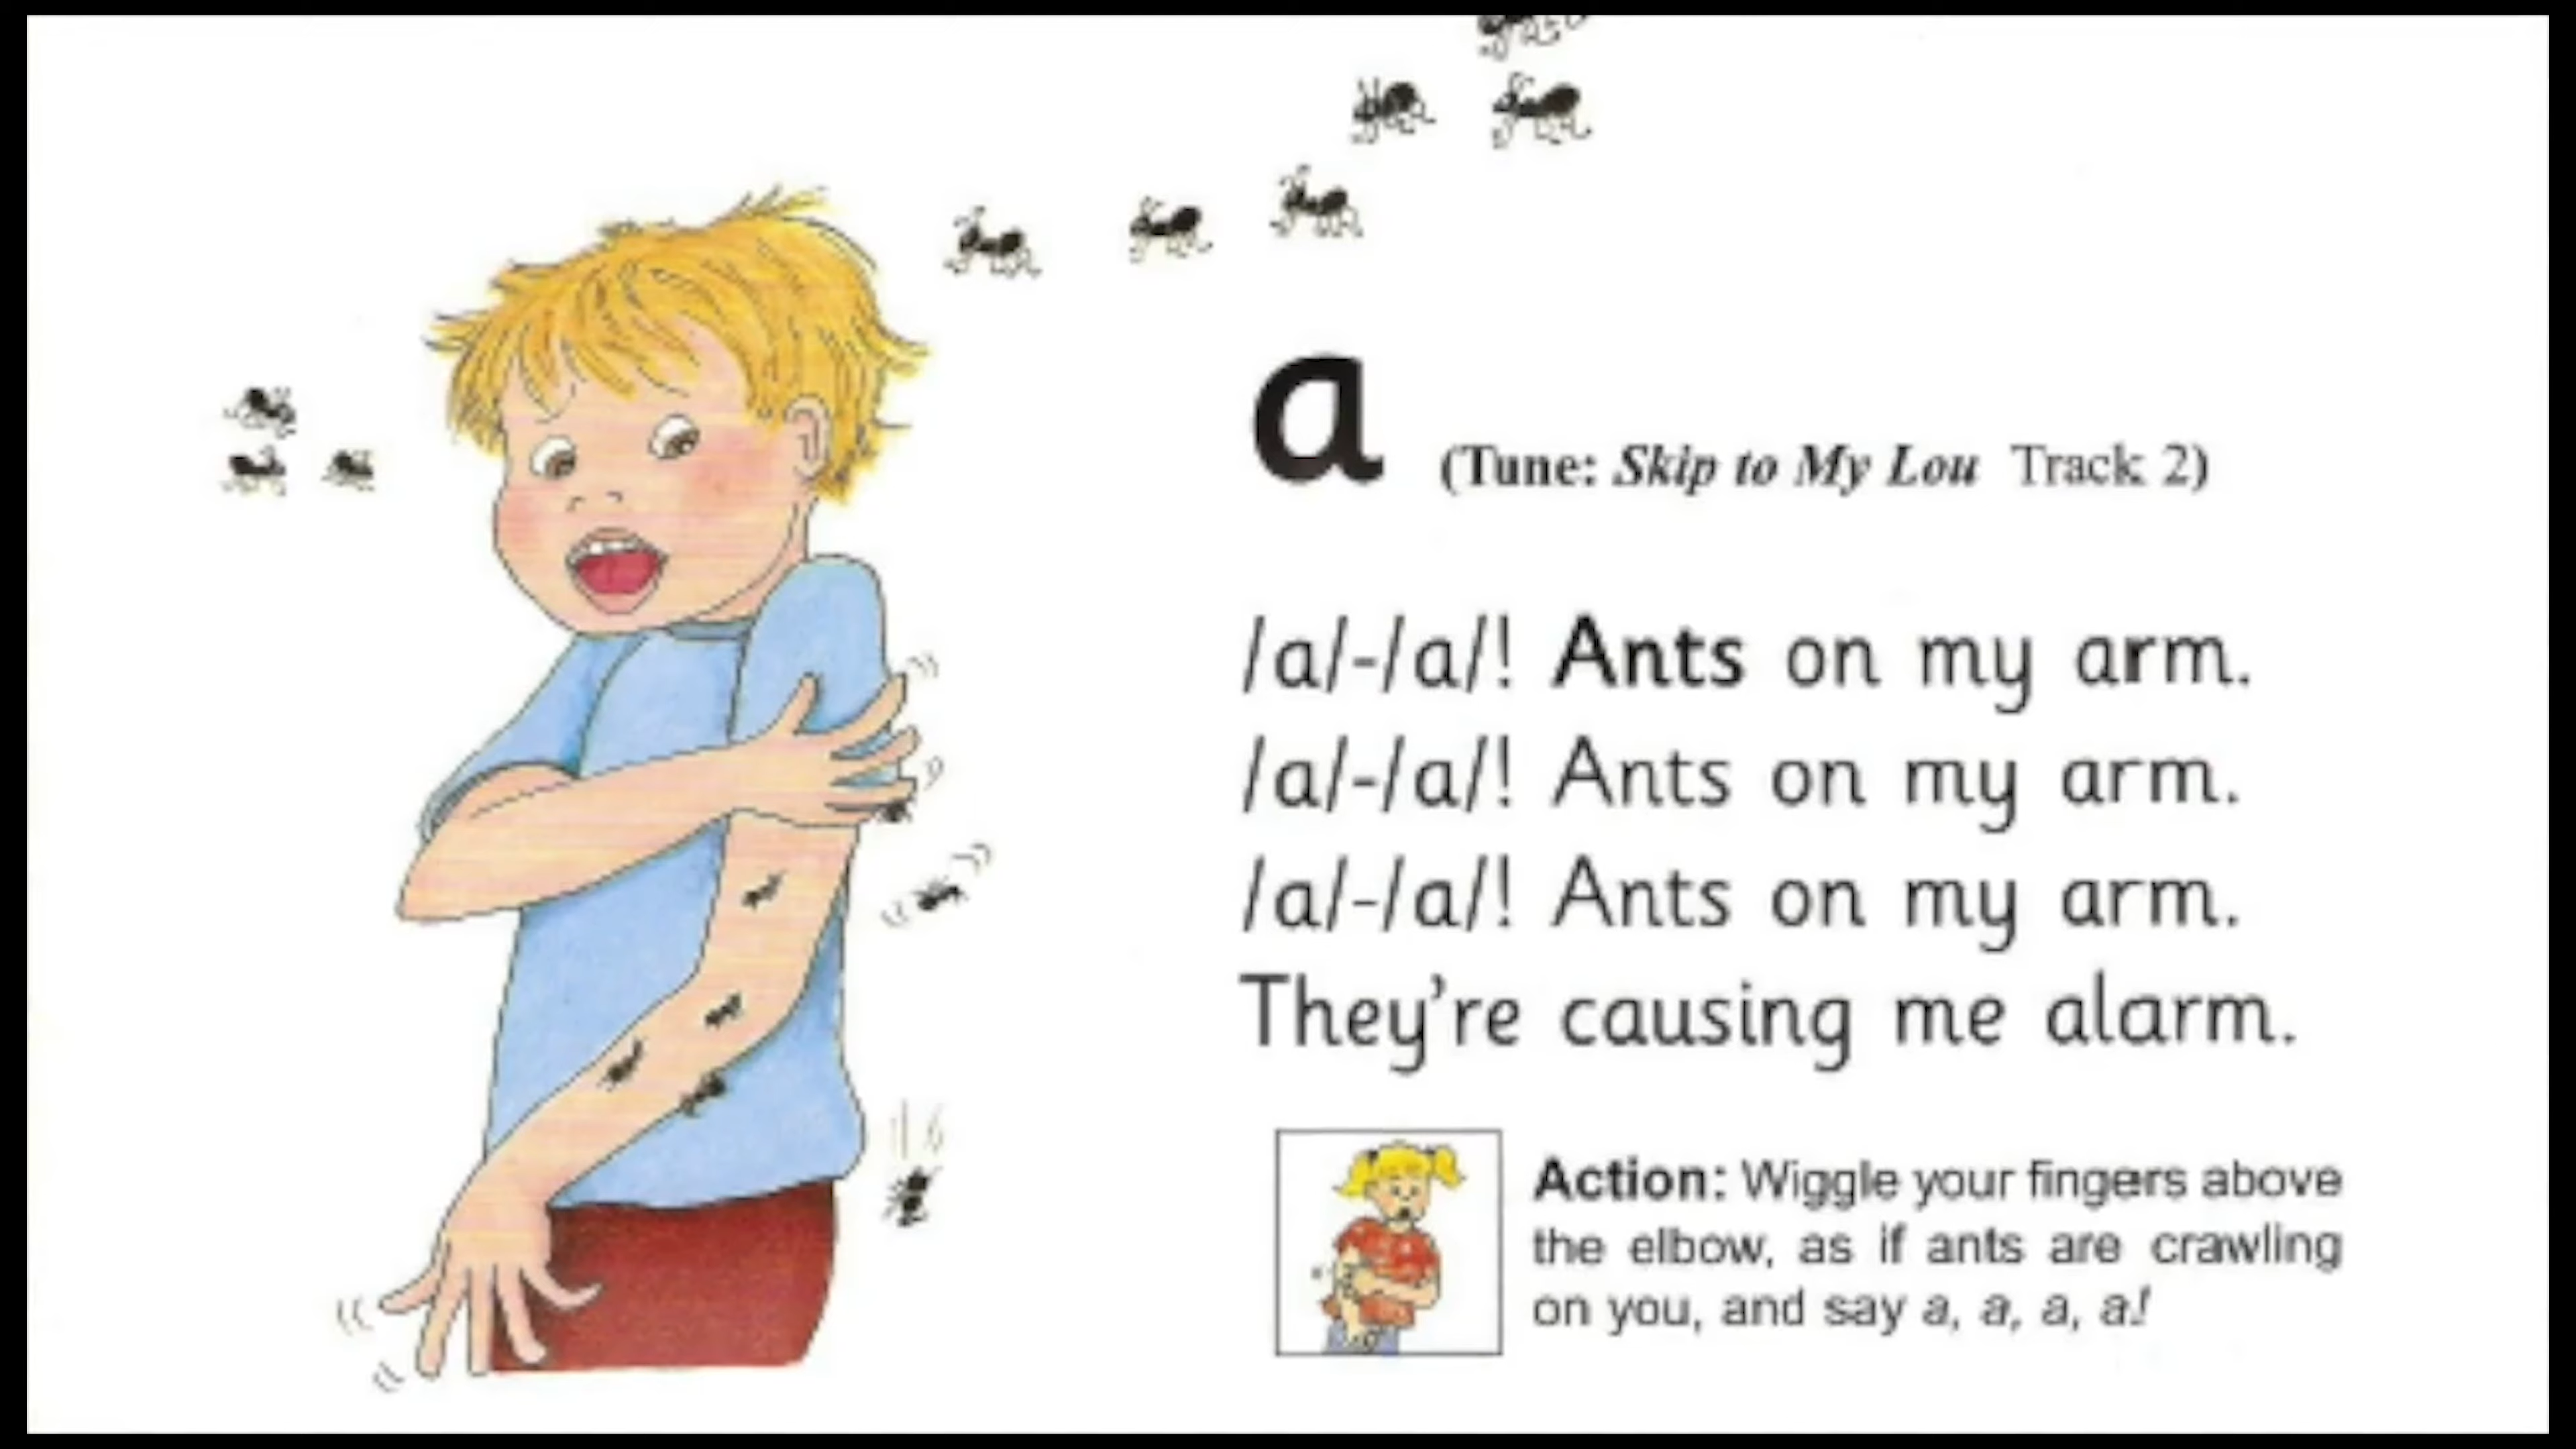 a (Tune: Skip to My Lou Track 2)
/a/-/a/! Ants on my arm.
/a/-/a/! Ants on my arm.
/a/-/a/! Ants on my arm.
They're causing me alarm.
Action: Wiggle your fingers above
the elbow, as if ants are crawling
on you, and say a, a, a, a!